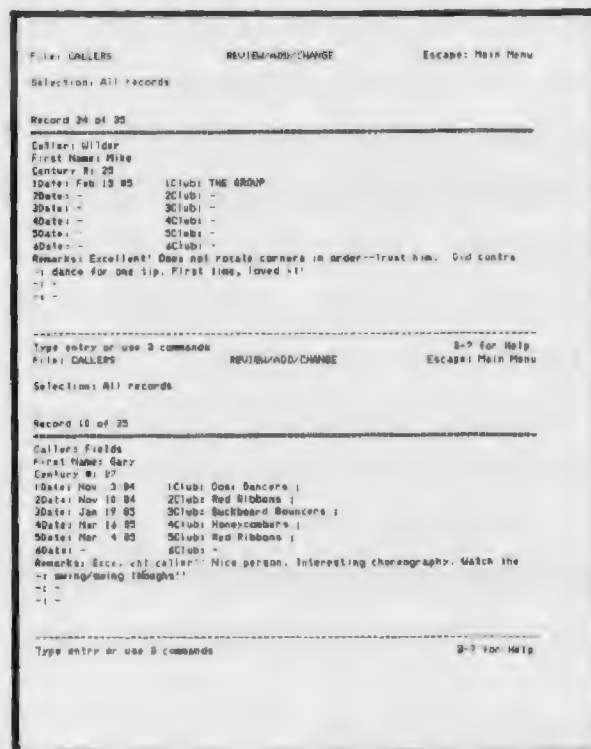 File: CALLERS REVIEW/ADD/CHANGE Escape: Main Menu
Selection: All records
Record 34 of 35
Caller: Wilder
First Name: Mike
Century #: 25
1Date: Feb 15 85 1Club: THE GROUP
2Date: - 2Club: -
3Date: - 3Club: -
4Date: - 4Club: -
5Date: - 5Club: -
6Date: - 6Club: -
Remarks: Excellent! Does not rotate corners in order--Trust him. Did contra
-: dance for one tip. First time, loved it!
-: -
-: -
Type entry or use @ commands @-? for Help
File: CALLERS REVIEW/ADD/CHANGE Escape: Main Menu
Selection: All records
Record 10 of 35
Caller: Fields
First Name: Gary
Century #: 17
1Date: Nov 3 84 1Club: Dosi Dancers ;
2Date: Nov 10 84 2Club: Red Ribbons ;
3Date: Jan 19 85 3Club: Buckboard Bouncers ;
4Date: Mar 16 85 4Club: Honeycombers ;
5Date: Mar 4 85 5Club: Red Ribbons ;
6Date: - 6Club: -
Remarks: caller!! Nice person. Interesting choreography. Watch the
-: swing/swing thoughs!!
-: -
-: -
Type entry or use @ commands @-? for Help